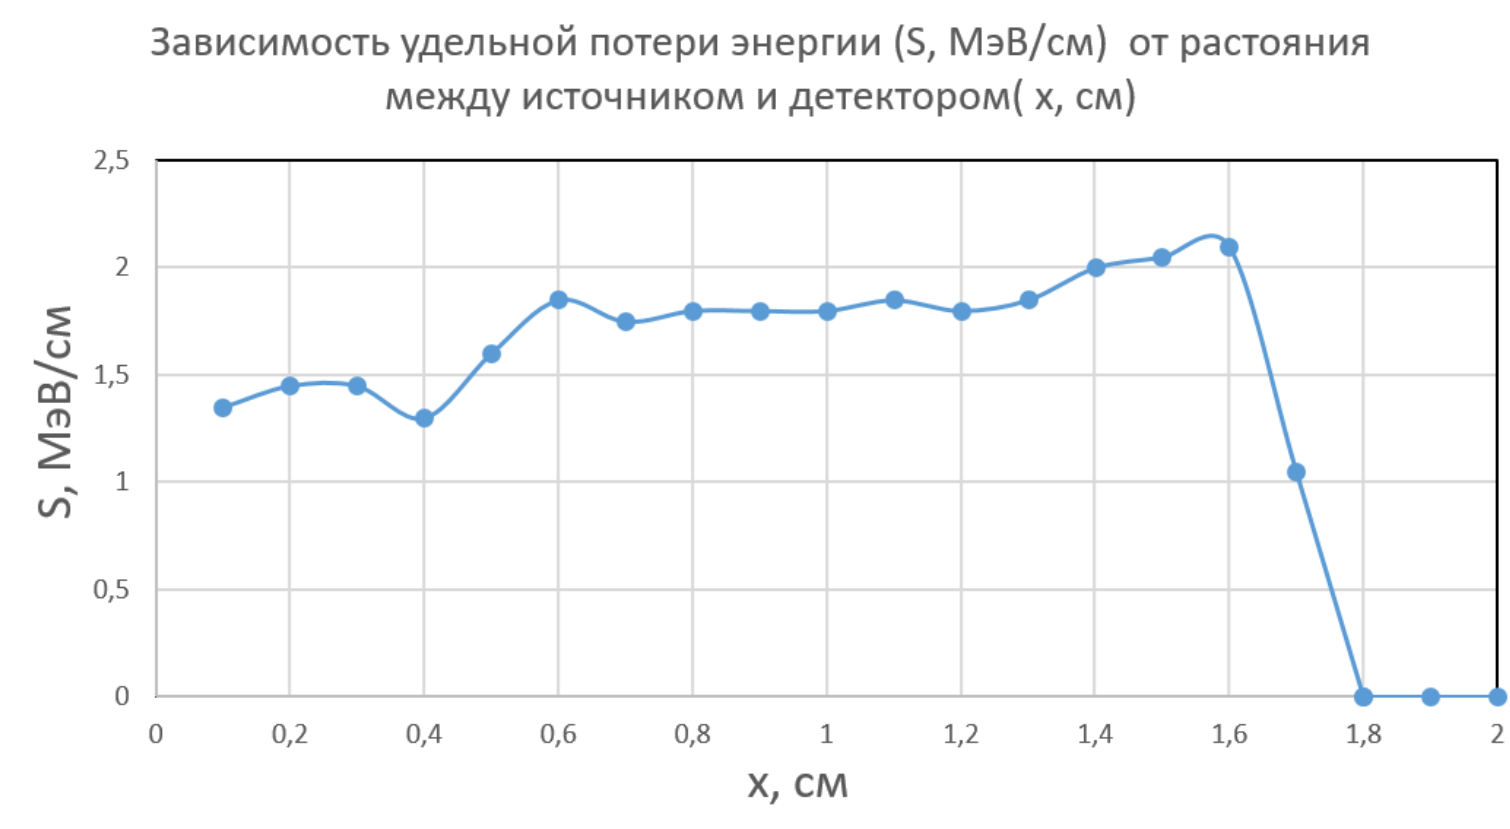 Зависимость удельной потери энергии (S, МэВ/см)  от растояния
между источником и детектором( x, см)
2,5
2
1,5
1
0,5
0
S, МэВ/см
0 0,2 0,4 0,6 0,8 1 1,2 1,4 1,6 1,8 2
x, см